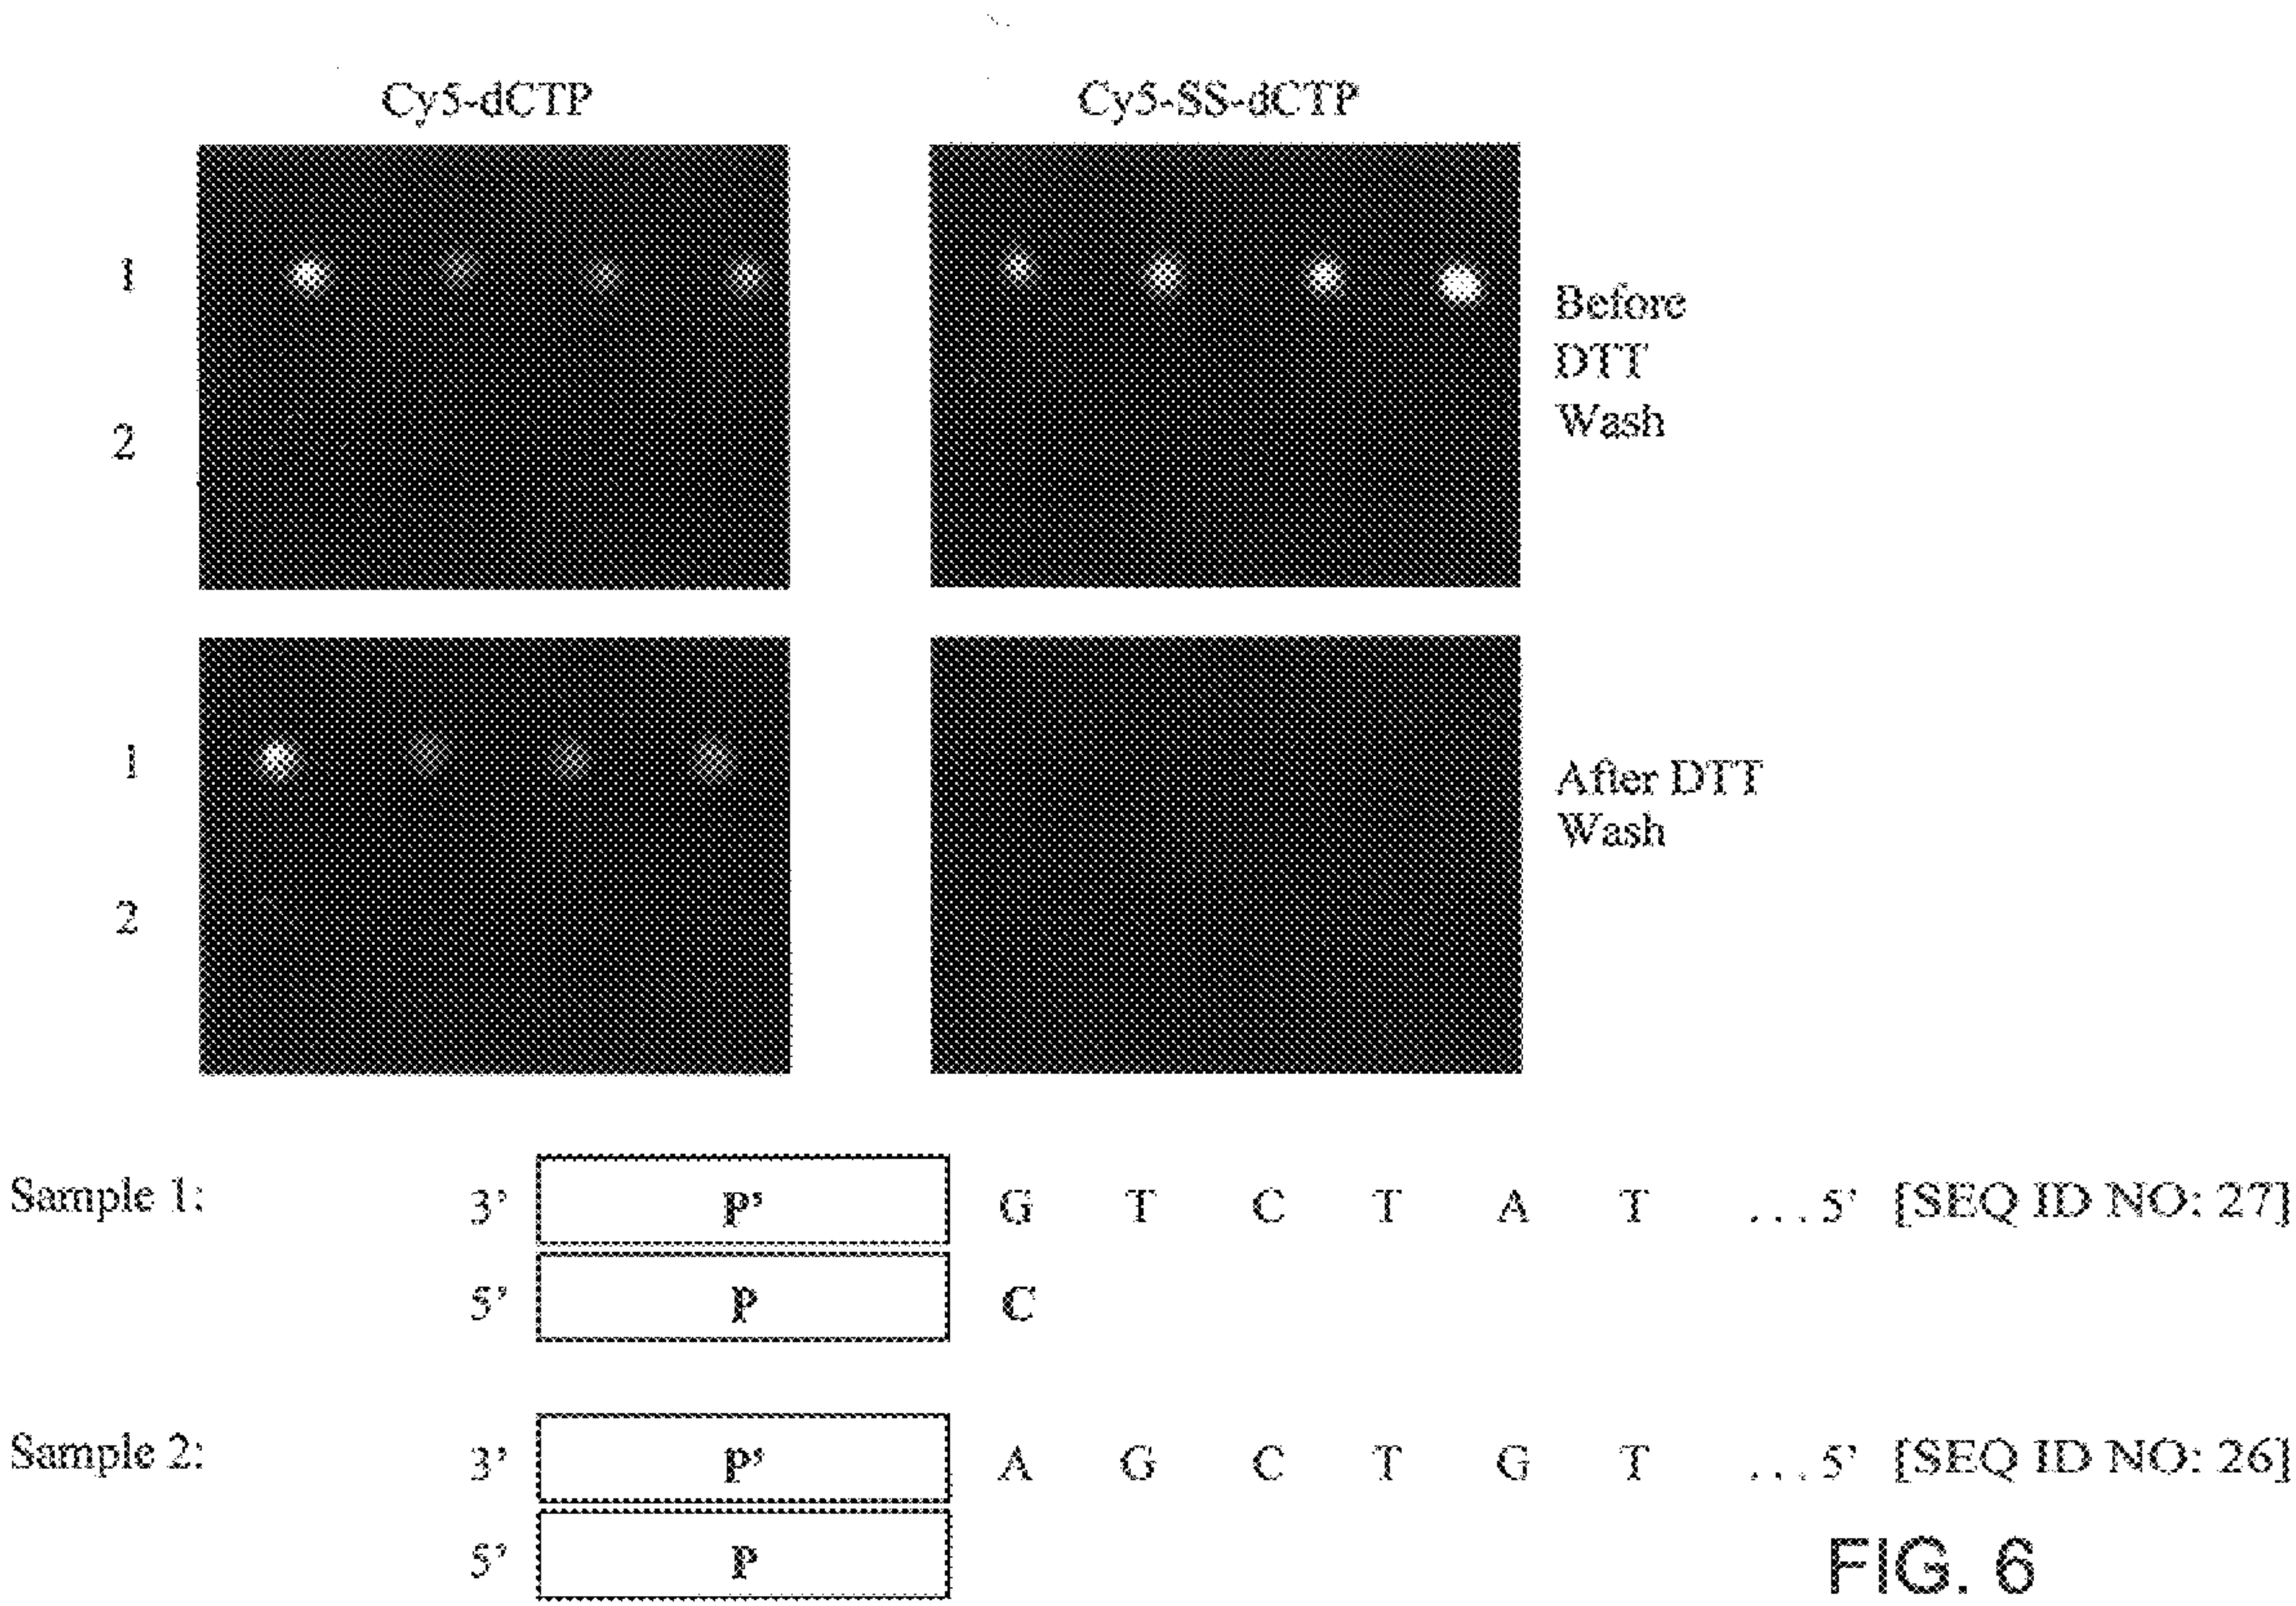 Cy5-dCTP
Cy5-SS-dCTP
1
2
Before
DTT
Wash
1
2
After DTT
Wash
Sample 1:
3’ P’ G T C T A T ...5’ [SEQ ID NO: 27]
5’ P C
Sample 2:
3’ P’ A G C T G T ...5’ [SEQ ID NO: 26]
5’ P
FIG. 6